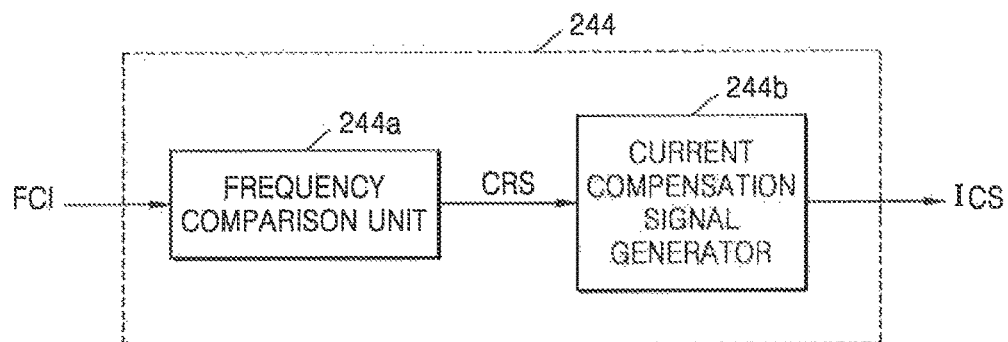 244
244a
244b
FCI
FREQUENCY
COMPARISON UNIT
CRS
CURRENT
COMPENSATION
SIGNAL
GENERATOR
ICS